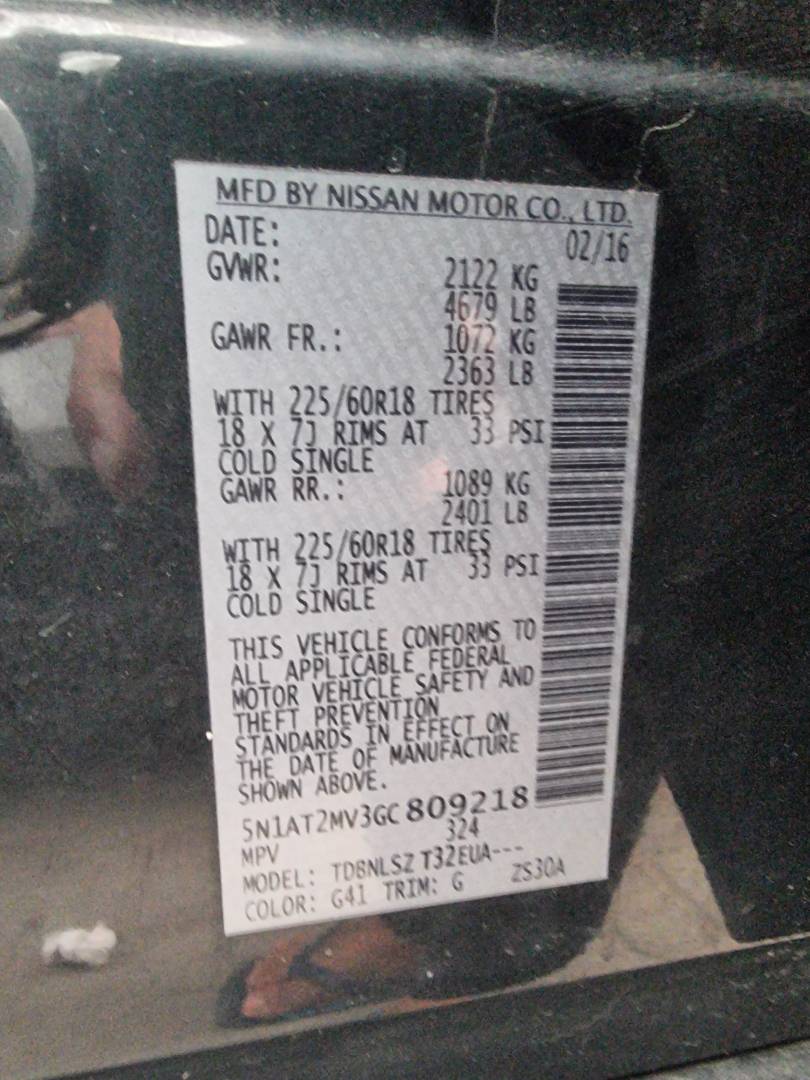 MFD BY NISSAN MOTOR CO., LTD.
DATE: 02/16
GVWR: 2122 KG
4679 LB
GAWR FR.: 1072 KG
2363 LB
WITH 225/60R18 TIRES
18 X 7J RIMS AT 33 PSI
COLD SINGLE
GAWR RR.: 1089 KG
2401 LB
WITH 225/60R18 TIRES
18 X 7J RIMS AT 33 PSI
COLD SINGLE
THIS VEHICLE CONFORMS TO
ALL APPLICABLE FEDERAL
MOTOR VEHICLE SAFETY AND
THEFT PREVENTION
STANDARDS IN EFFECT ON
THE DATE OF MANUFACTURE
SHOWN ABOVE.
5N1AT2MV3GC809218
MPV 324
MODEL: TDBNLSZ T32EUA---
COLOR: G41 TRIM: G ZS30A